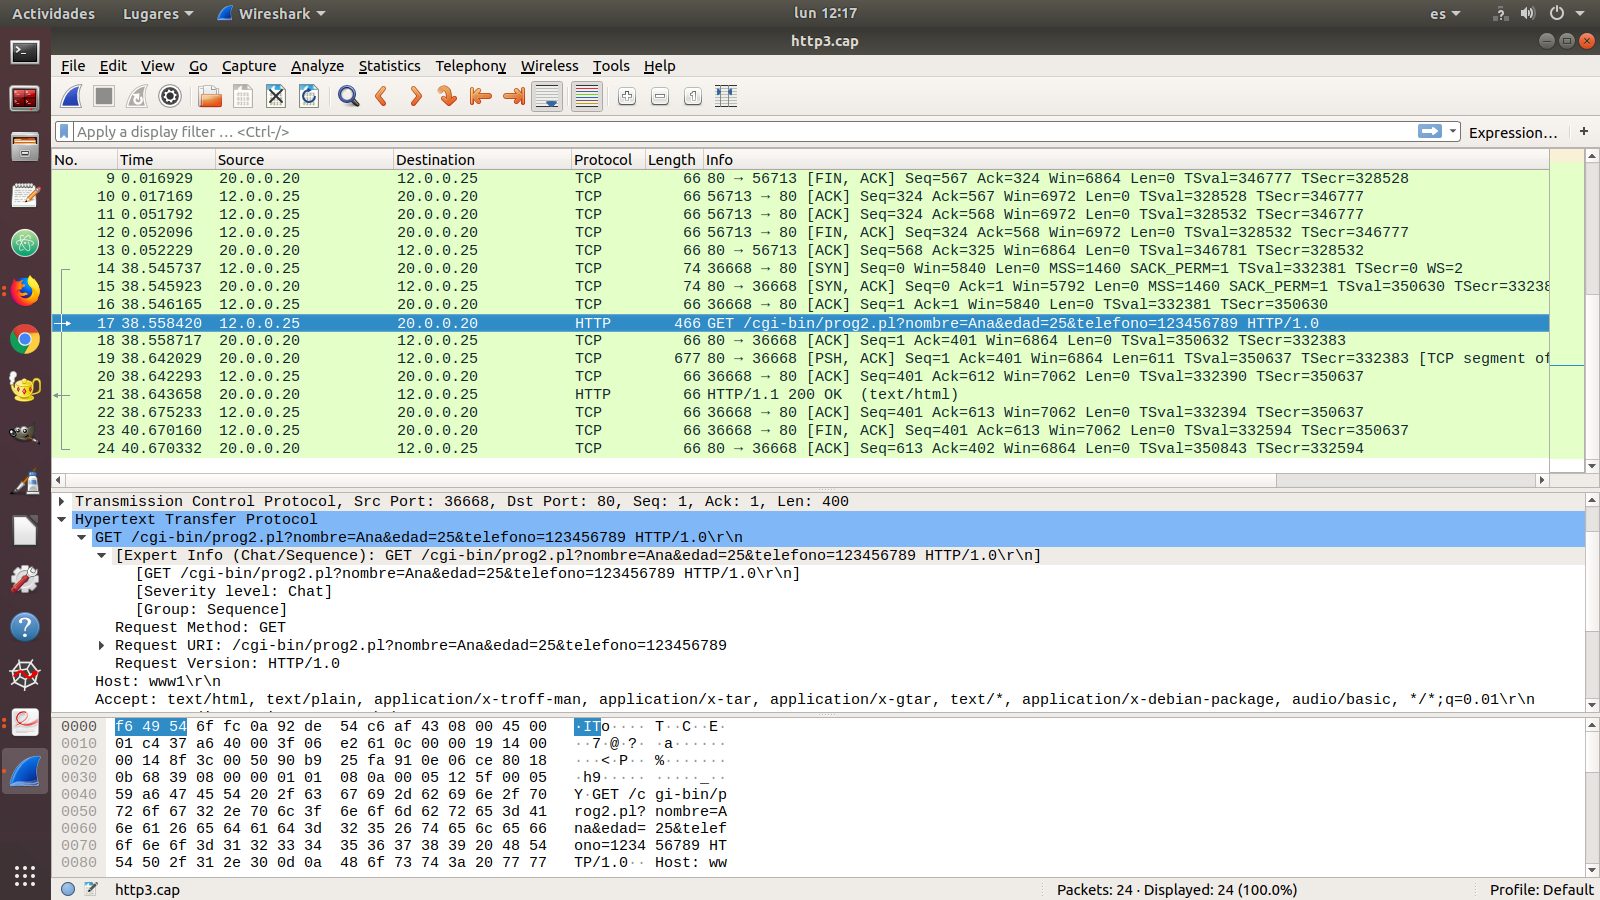 Actividades Lugares Wireshark lun 12:17 es
http3.cap
File Edit View Go Capture Analyze Statistics Telephony Wireless Tools Help
Apply a display filter … <Ctrl-/> Expression… +
No. Time Source Destination Protocol Length Info
9 0.016929 20.0.0.20 12.0.0.25 TCP 66 80 → 56713 [FIN, ACK] Seq=567 Ack=324 Win=6864 Len=0 TSval=346777 TSecr=328528
10 0.017169 12.0.0.25 20.0.0.20 TCP 66 56713 → 80 [ACK] Seq=324 Ack=567 Win=6972 Len=0 TSval=328528 TSecr=346777
11 0.051792 12.0.0.25 20.0.0.20 TCP 66 56713 → 80 [ACK] Seq=324 Ack=568 Win=6972 Len=0 TSval=328532 TSecr=346777
12 0.052096 12.0.0.25 20.0.0.20 TCP 66 56713 → 80 [FIN, ACK] Seq=324 Ack=568 Win=6972 Len=0 TSval=328532 TSecr=346777
13 0.052229 20.0.0.20 12.0.0.25 TCP 66 80 → 56713 [ACK] Seq=568 Ack=325 Win=6864 Len=0 TSval=346781 TSecr=328532
14 38.545737 12.0.0.25 20.0.0.20 TCP 74 36668 → 80 [SYN] Seq=0 Win=5840 Len=0 MSS=1460 SACK_PERM=1 TSval=332381 TSecr=0 WS=2
15 38.545923 20.0.0.20 12.0.0.25 TCP 74 80 → 36668 [SYN, ACK] Seq=0 Ack=1 Win=5792 Len=0 MSS=1460 SACK_PERM=1 TSval=350630 TSecr=33238
16 38.546165 12.0.0.25 20.0.0.20 TCP 66 36668 → 80 [ACK] Seq=1 Ack=1 Win=5840 Len=0 TSval=332381 TSecr=350630
17 38.558420 12.0.0.25 20.0.0.20 HTTP 466 GET /cgi-bin/prog2.pl?nombre=Ana&edad=25&telefono=123456789 HTTP/1.0
18 38.558717 20.0.0.20 12.0.0.25 TCP 66 80 → 36668 [ACK] Seq=1 Ack=401 Win=6864 Len=0 TSval=350632 TSecr=332383
19 38.642029 20.0.0.20 12.0.0.25 TCP 677 80 → 36668 [PSH, ACK] Seq=1 Ack=401 Win=6864 Len=611 TSval=350637 TSecr=332383 [TCP segment of
20 38.642293 12.0.0.25 20.0.0.20 TCP 66 36668 → 80 [ACK] Seq=401 Ack=612 Win=7062 Len=0 TSval=332390 TSecr=350637
21 38.643658 20.0.0.20 12.0.0.25 HTTP 66 HTTP/1.1 200 OK (text/html)
22 38.675233 12.0.0.25 20.0.0.20 TCP 66 36668 → 80 [ACK] Seq=401 Ack=613 Win=7062 Len=0 TSval=332394 TSecr=350637
23 40.670160 12.0.0.25 20.0.0.20 TCP 66 36668 → 80 [FIN, ACK] Seq=401 Ack=613 Win=7062 Len=0 TSval=332594 TSecr=350637
24 40.670332 20.0.0.20 12.0.0.25 TCP 66 80 → 36668 [ACK] Seq=613 Ack=402 Win=6864 Len=0 TSval=350843 TSecr=332594
Transmission Control Protocol, Src Port: 36668, Dst Port: 80, Seq: 1, Ack: 1, Len: 400
Hypertext Transfer Protocol
GET /cgi-bin/prog2.pl?nombre=Ana&edad=25&telefono=123456789 HTTP/1.0\r\n
[Expert Info (Chat/Sequence): GET /cgi-bin/prog2.pl?nombre=Ana&edad=25&telefono=123456789 HTTP/1.0\r\n]
[GET /cgi-bin/prog2.pl?nombre=Ana&edad=25&telefono=123456789 HTTP/1.0\r\n]
[Severity level: Chat]
[Group: Sequence]
Request Method: GET
Request URI: /cgi-bin/prog2.pl?nombre=Ana&edad=25&telefono=123456789
Request Version: HTTP/1.0
Host: www1\r\n
Accept: text/html, text/plain, application/x-troff-man, application/x-tar, application/x-gtar, text/*, application/x-debian-package, audio/basic, */*;q=0.01\r\n
0000 f6 49 54 6f fc 0a 92 de 54 c6 af 43 08 00 45 00 ·ITo···· T··C··E·
0010 01 c4 37 a6 40 00 3f 06 e2 61 0c 00 00 19 14 00 ··7·@·?· ·a······
0020 00 14 8f 3c 00 50 90 b9 25 fa 91 0e 06 ce 80 18 ···<·P·· %·······
0030 0b 68 39 08 00 00 01 01 08 0a 00 05 12 5f 00 05 ·h9····· ·····_··
0040 59 a6 47 45 54 20 2f 63 67 69 2d 62 69 6e 2f 70 Y·GET /c gi-bin/p
0050 72 6f 67 32 2e 70 6c 3f 6e 6f 6d 62 72 65 3d 41 rog2.pl? nombre=A
0060 6e 61 26 65 64 61 64 3d 32 35 26 74 65 6c 65 66 na&edad= 25&telef
0070 6f 6e 6f 3d 31 32 33 34 35 36 37 38 39 20 48 54 ono=1234 56789 HT
0080 54 50 2f 31 2e 30 0d 0a 48 6f 73 74 3a 20 77 77 TP/1.0·· Host: ww
http3.cap Packets: 24 · Displayed: 24 (100.0%) Profile: Default